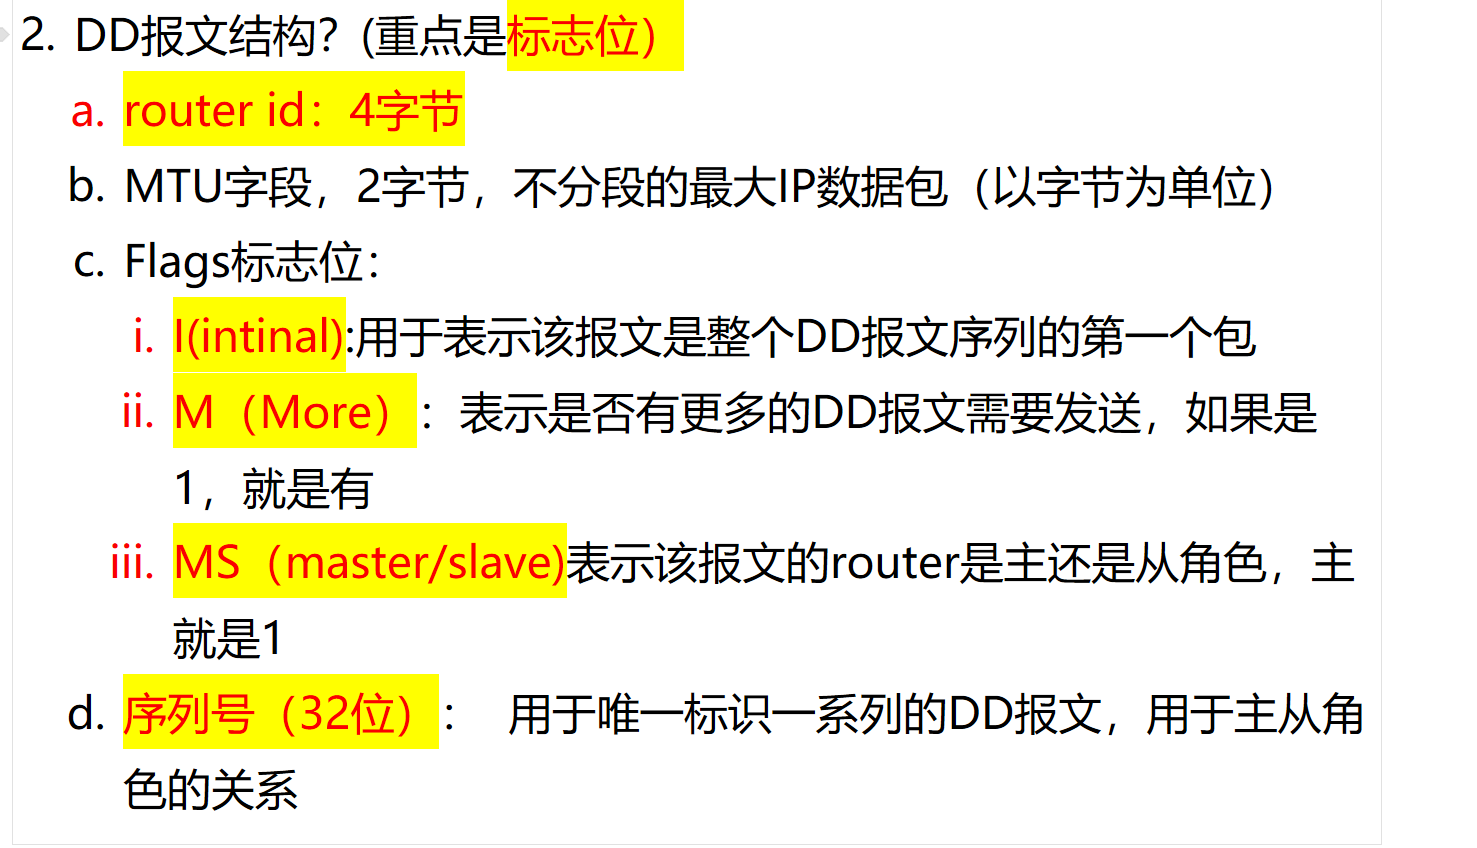 2. DD报文结构？(重点是标志位）
a. router id：4字节
b. MTU字段，2字节，不分段的最大IP数据包（以字节为单位）
c. Flags标志位：
i. I(intinal):用于表示该报文是整个DD报文序列的第一个包
ii. M（More）：表示是否有更多的DD报文需要发送，如果是
1，就是有
iii. MS（master/slave)表示该报文的router是主还是从角色，主
就是1
d. 序列号（32位）： 用于唯一标识一系列的DD报文，用于主从角
色的关系